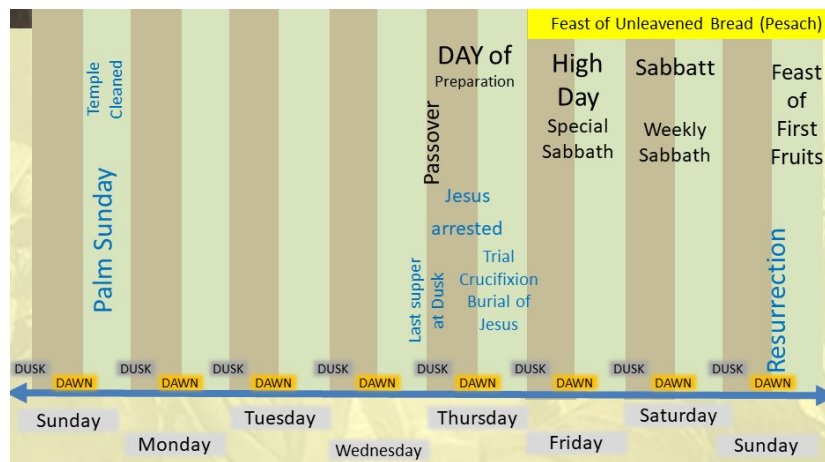 Feast of Unleavened Bread (Pesach)
Temple
Cleaned
Palm Sunday
Passover
DAY of
Preparation
Jesus
arrested
Last supper
at Dusk
Trial
Crucifixion
Burial of
Jesus
High
Day
Special
Sabbath
Sabbatt
Weekly
Sabbath
Feast
of
First
Fruits
Resurrection
DUSK
DAWN
DUSK
DAWN
DUSK
DAWN
DUSK
DAWN
DUSK
DAWN
DUSK
DAWN
DUSK
DAWN
DUSK
DAWN
Sunday
Monday
Tuesday
Wednesday
Thursday
Friday
Saturday
Sunday